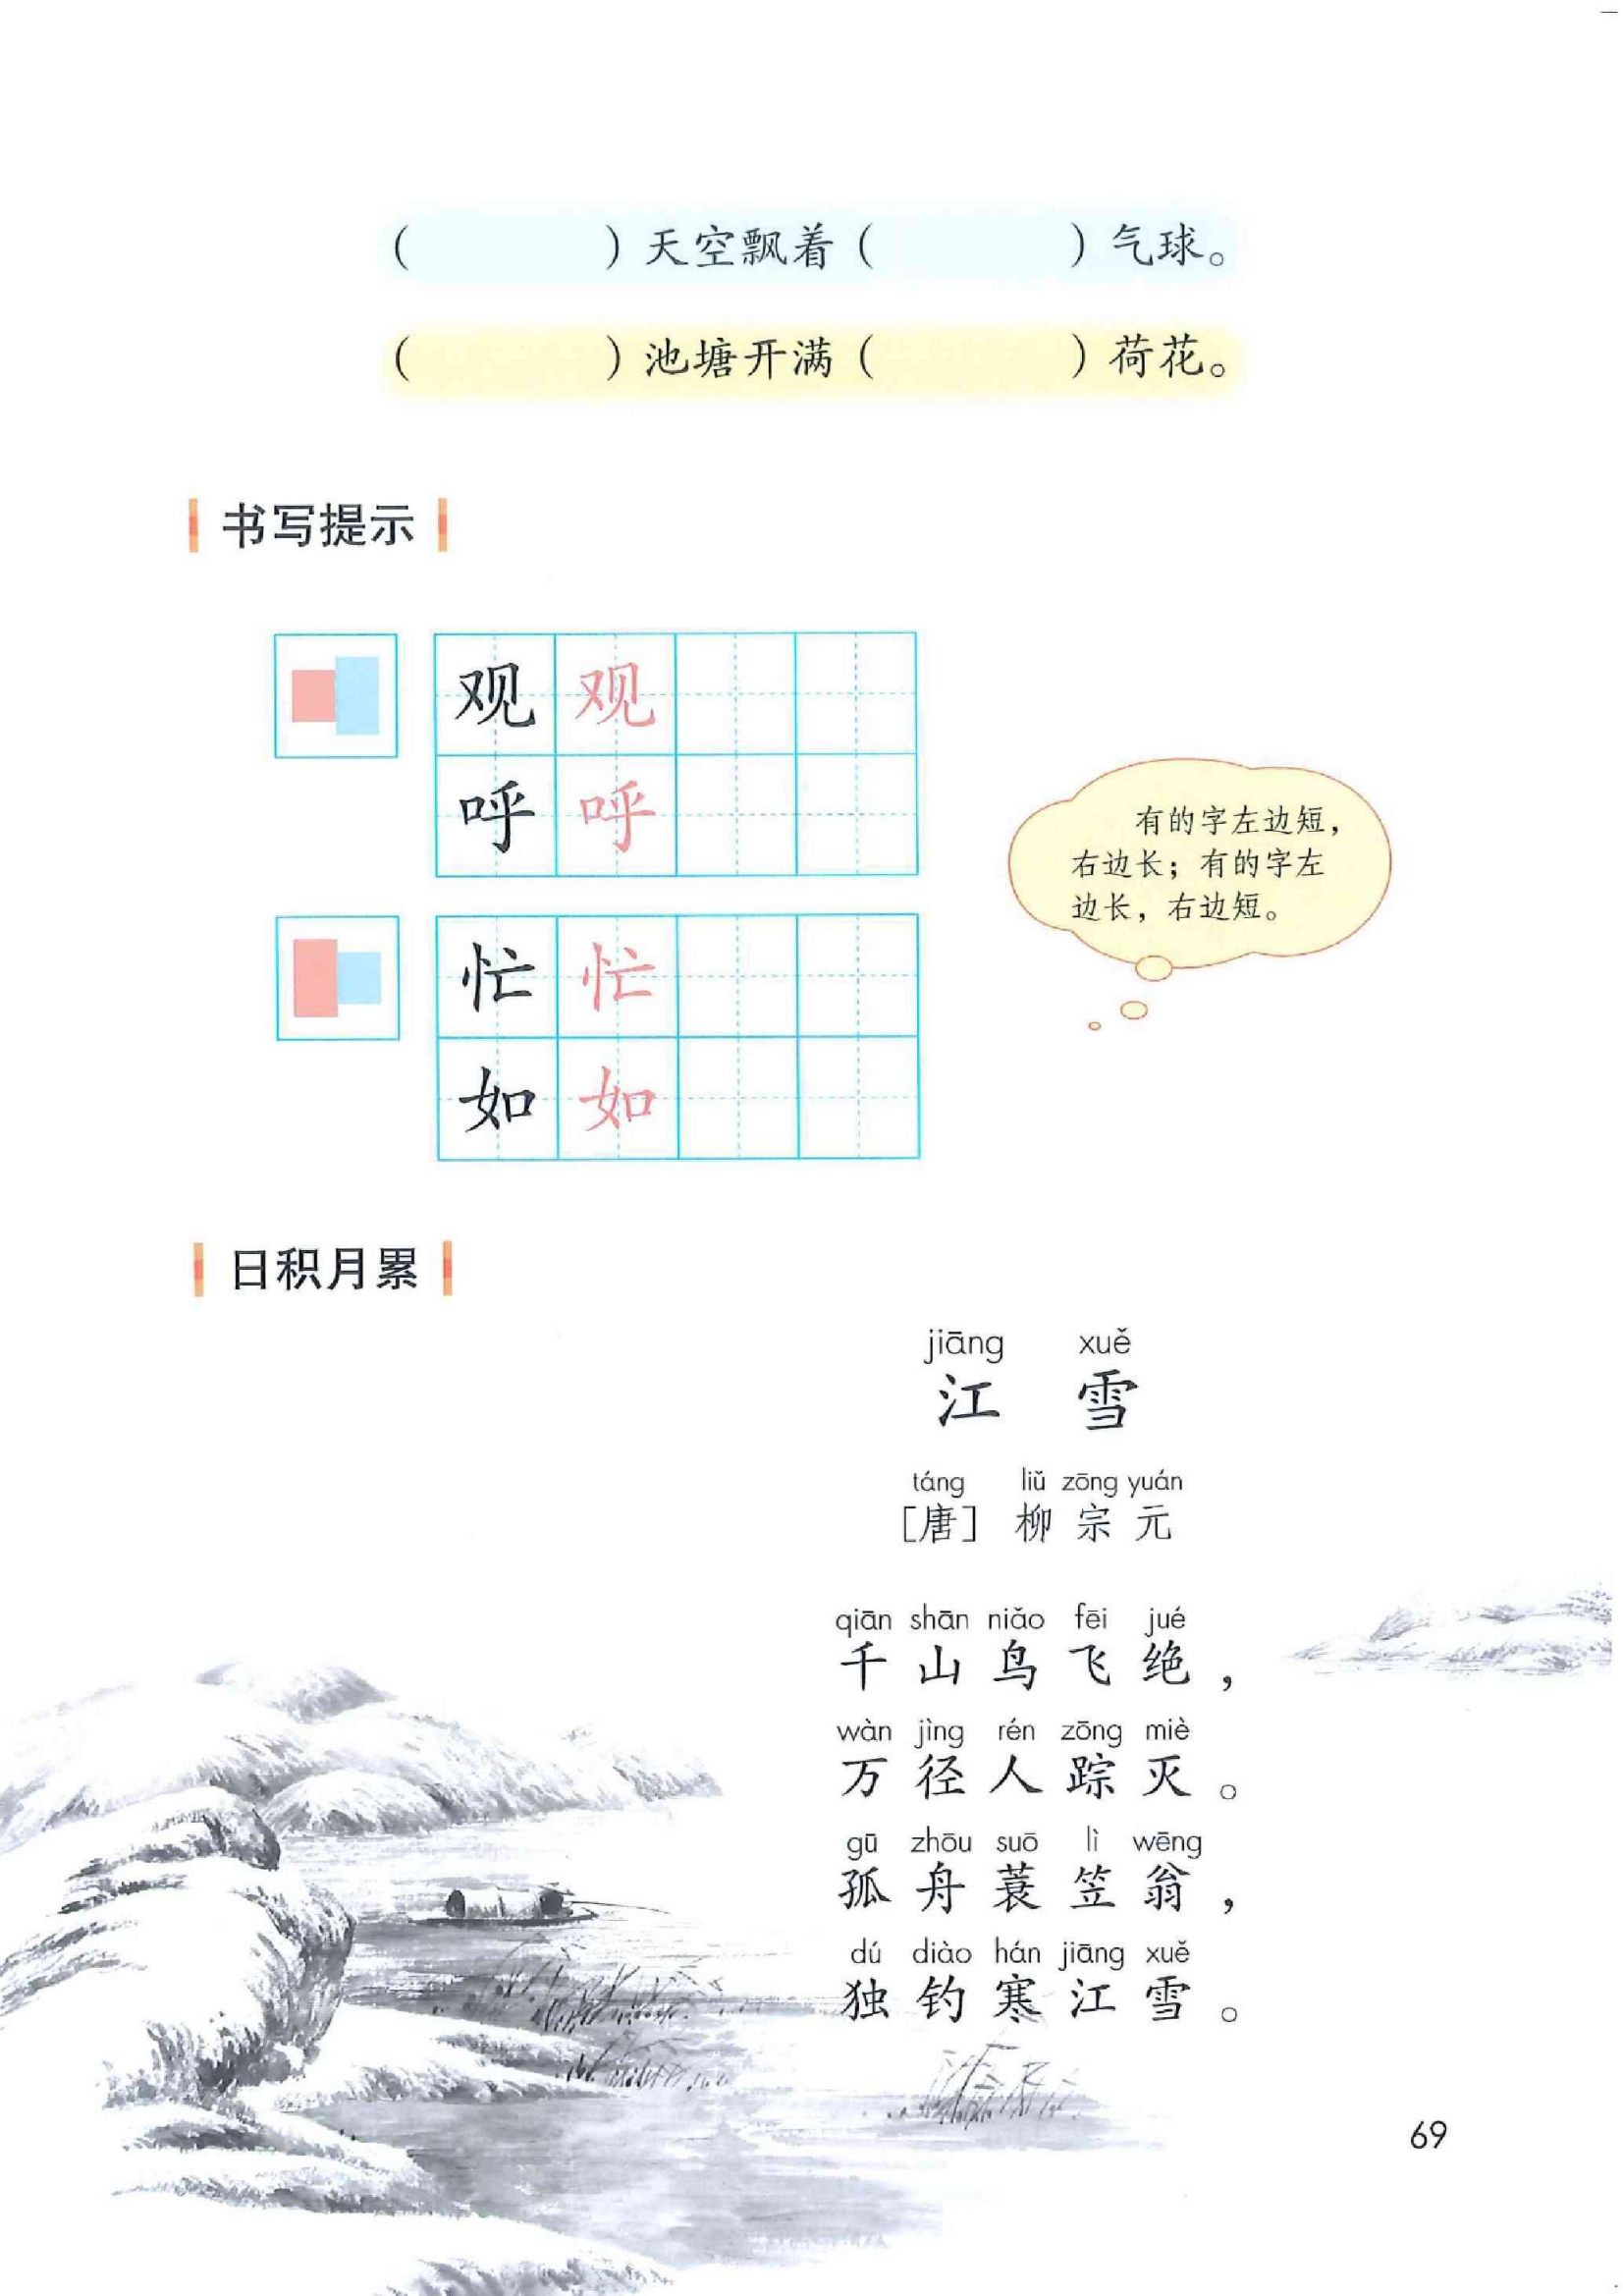 （　　　　）天空飘着（　　　　）气球。
（　　　　）池塘开满（　　　　）荷花。
书写提示
观 观
呼 呼
有的字左边短，
右边长；有的字左
边长，右边短。
忙 忙
如 如
日积月累
jiāng xuě
江 雪
táng liǔ zōng yuán
［唐］ 柳 宗 元
qiān shān niǎo fēi jué
千 山 鸟 飞 绝 ，
wàn jìng rén zōng miè
万 径 人 踪 灭 。
gū zhōu suō lì wēng
孤 舟 蓑 笠 翁 ，
dú diào hán jiāng xuě
独 钓 寒 江 雪 。
69